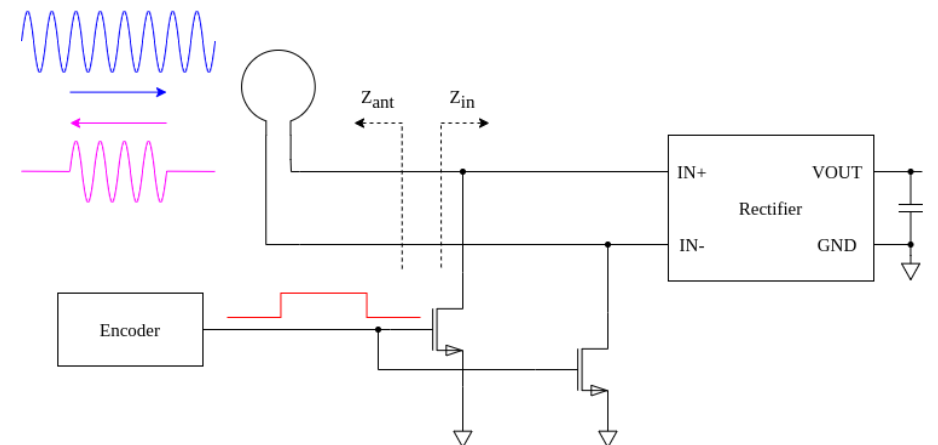 Zant
Zin
IN+
VOUT
Rectifier
IN-
GND
Encoder